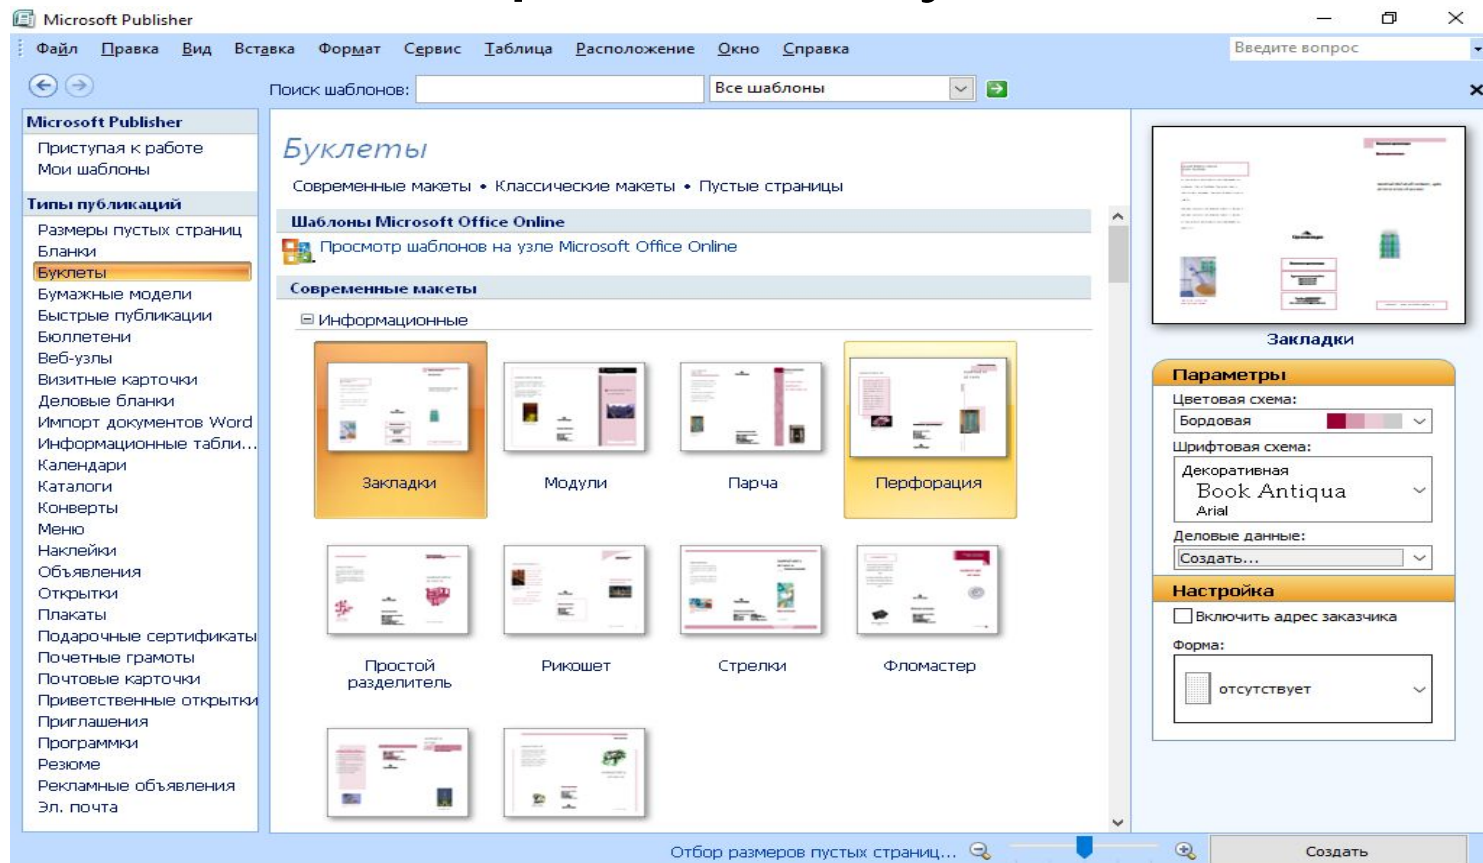 Microsoft Publisher
Файл Правка Вид Вставка Формат Сервис Таблица Расположение Окно Справка
Введите вопрос
Поиск шаблонов:
Все шаблоны
Microsoft Publisher
Приступая к работе
Мои шаблоны
Типы публикаций
Размеры пустых страниц
Бланки
Буклеты
Бумажные модели
Быстрые публикации
Бюллетени
Веб-узлы
Визитные карточки
Деловые бланки
Импорт документов Word
Информационные табли...
Календари
Каталоги
Конверты
Меню
Наклейки
Объявления
Открытки
Плакаты
Подарочные сертификаты
Почетные грамоты
Почтовые карточки
Приветственные открытки
Приглашения
Программки
Резюме
Рекламные объявления
Эл. почта
Буклеты
Современные макеты • Классические макеты • Пустые страницы
Шаблоны Microsoft Office Online
Просмотр шаблонов на узле Microsoft Office Online
Современные макеты
Информационные
Закладки
Модули
Парча
Перфорация
Простой
разделитель
Рикошет
Стрелки
Фломастер
Закладки
Параметры
Цветовая схема:
Бордовая
Шрифтовая схема:
Декоративная
Book Antiqua
Arial
Деловые данные:
Создать...
Настройка
Включить адрес заказчика
Форма:
отсутствует
Отбор размеров пустых страниц...
Создать